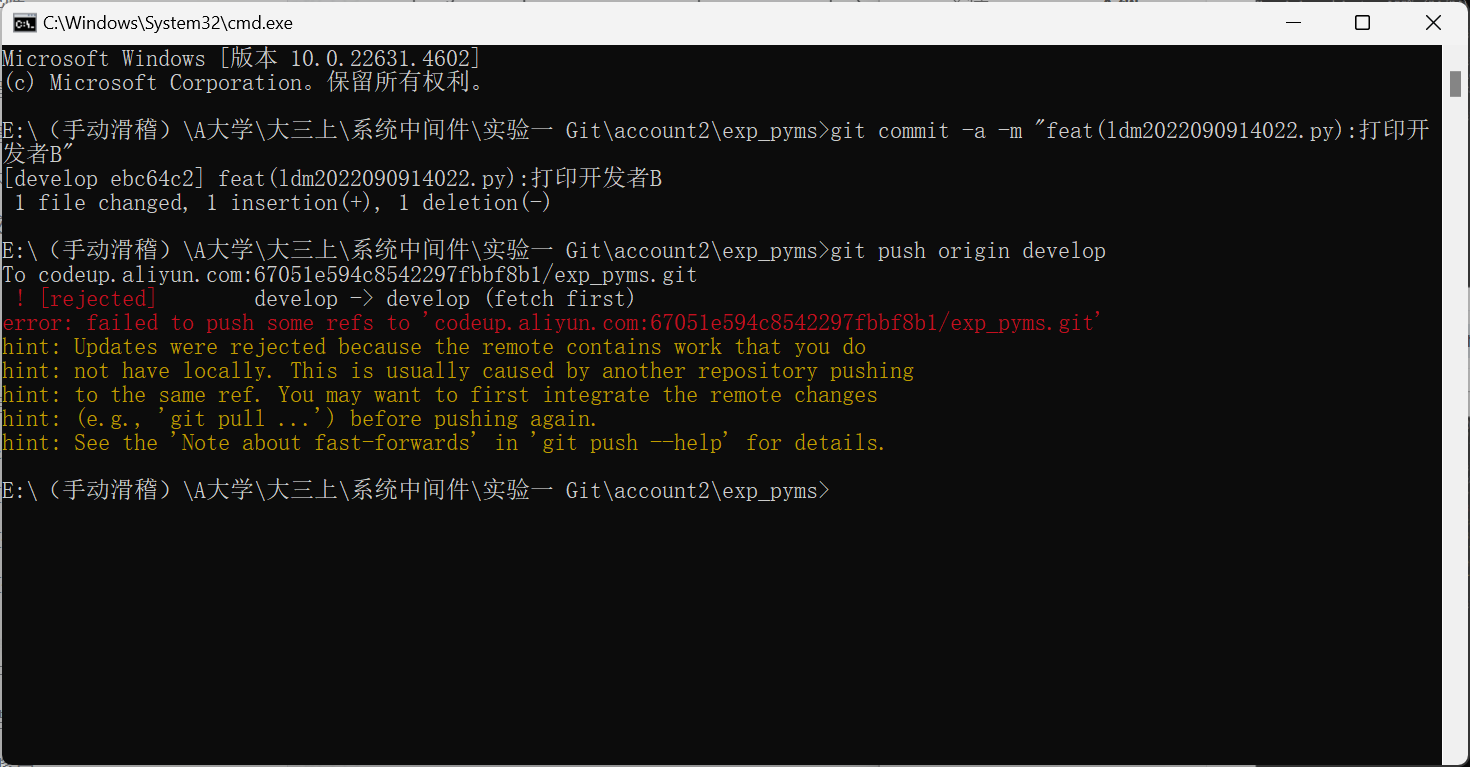 C:\Windows\System32\cmd.exe
Microsoft Windows [版本 10.0.22631.4602]
(c) Microsoft Corporation。保留所有权利。
E:\（手动滑稽）\A大学\大三上\系统中间件\实验一 Git\account2\exp_pyms>git commit -a -m "feat(ldm2022090914022.py):打印开
发者B"
[develop ebc64c2] feat(ldm2022090914022.py):打印开发者B
 1 file changed, 1 insertion(+), 1 deletion(-)
E:\（手动滑稽）\A大学\大三上\系统中间件\实验一 Git\account2\exp_pyms>git push origin develop
To codeup.aliyun.com:67051e594c8542297fbbf8b1/exp_pyms.git
 ! [rejected]        develop -> develop (fetch first)
error: failed to push some refs to 'codeup.aliyun.com:67051e594c8542297fbbf8b1/exp_pyms.git'
hint: Updates were rejected because the remote contains work that you do
hint: not have locally. This is usually caused by another repository pushing
hint: to the same ref. You may want to first integrate the remote changes
hint: (e.g., 'git pull ...') before pushing again.
hint: See the 'Note about fast-forwards' in 'git push --help' for details.
E:\（手动滑稽）\A大学\大三上\系统中间件\实验一 Git\account2\exp_pyms>